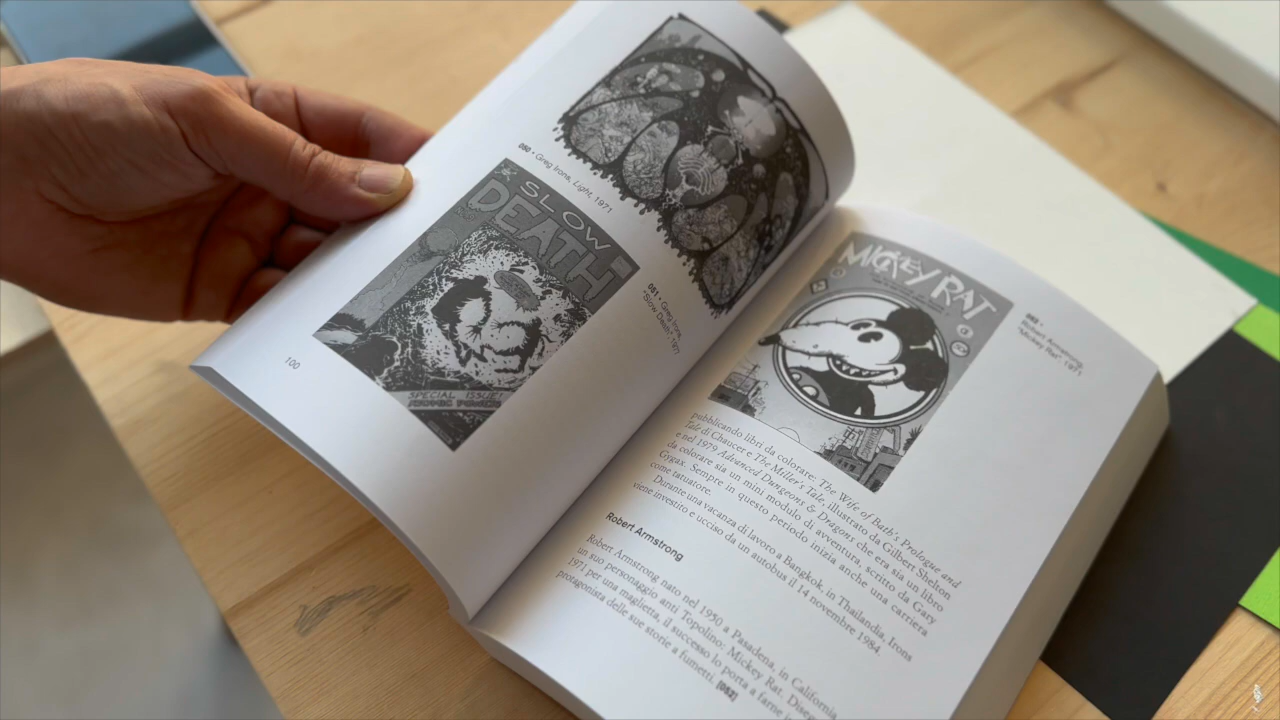 050 • Greg Irons, Light, 1971
SLOW
DEATH
SPECIAL ISSUE!
051 • Greg Irons,
"Slow Death", 1971
100
MICKEY RAT
Robert Armstrong,
"Mickey Rat" 1971
pubblicando libri da colorare: The Wife of Bath's Prologue and
Tale di Chaucer e The Miller's Tale, illustrato da Gilbert Shelton
e nel 1979 Advanced Dungeons & Dragons che era sia un libro
da colorare sia un mini modulo di avventura, scritto da Gary
Gygax. Sempre in questo periodo inizia anche una carriera
come tatuatore.
Durante una vacanza di lavoro a Bangkok, in Thailandia, Irons
viene investito e ucciso da un autobus il 14 novembre 1984.
Robert Armstrong
Robert Armstrong nato nel 1950 a Pasadena, in California,
un suo personaggio anti Topolino: Mickey Rat.
1971 per una maglietta, il successo lo porta a farne
protagonista delle sue storie a fumetti. [052]